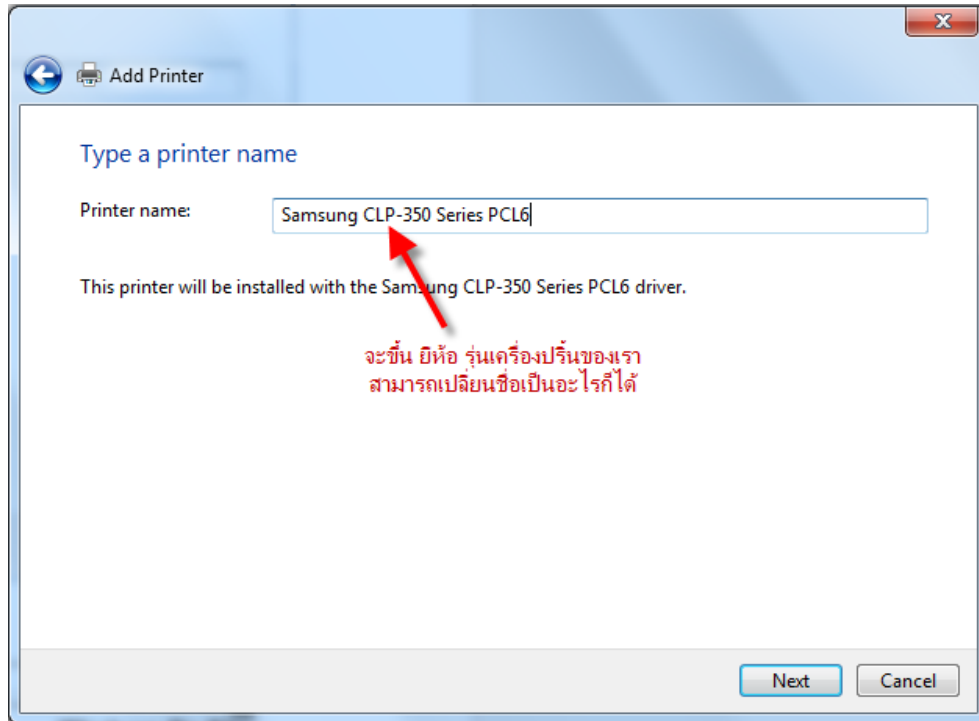 Add Printer
Type a printer name
Printer name: Samsung CLP-350 Series PCL6
This printer will be installed with the Samsung CLP-350 Series PCL6 driver.
จะขึ้น ยี่ห้อ รุ่นเครื่องปริ้นของเรา
สามารถเปลี่ยนชื่อเป็นอะไรก็ได้
Next Cancel